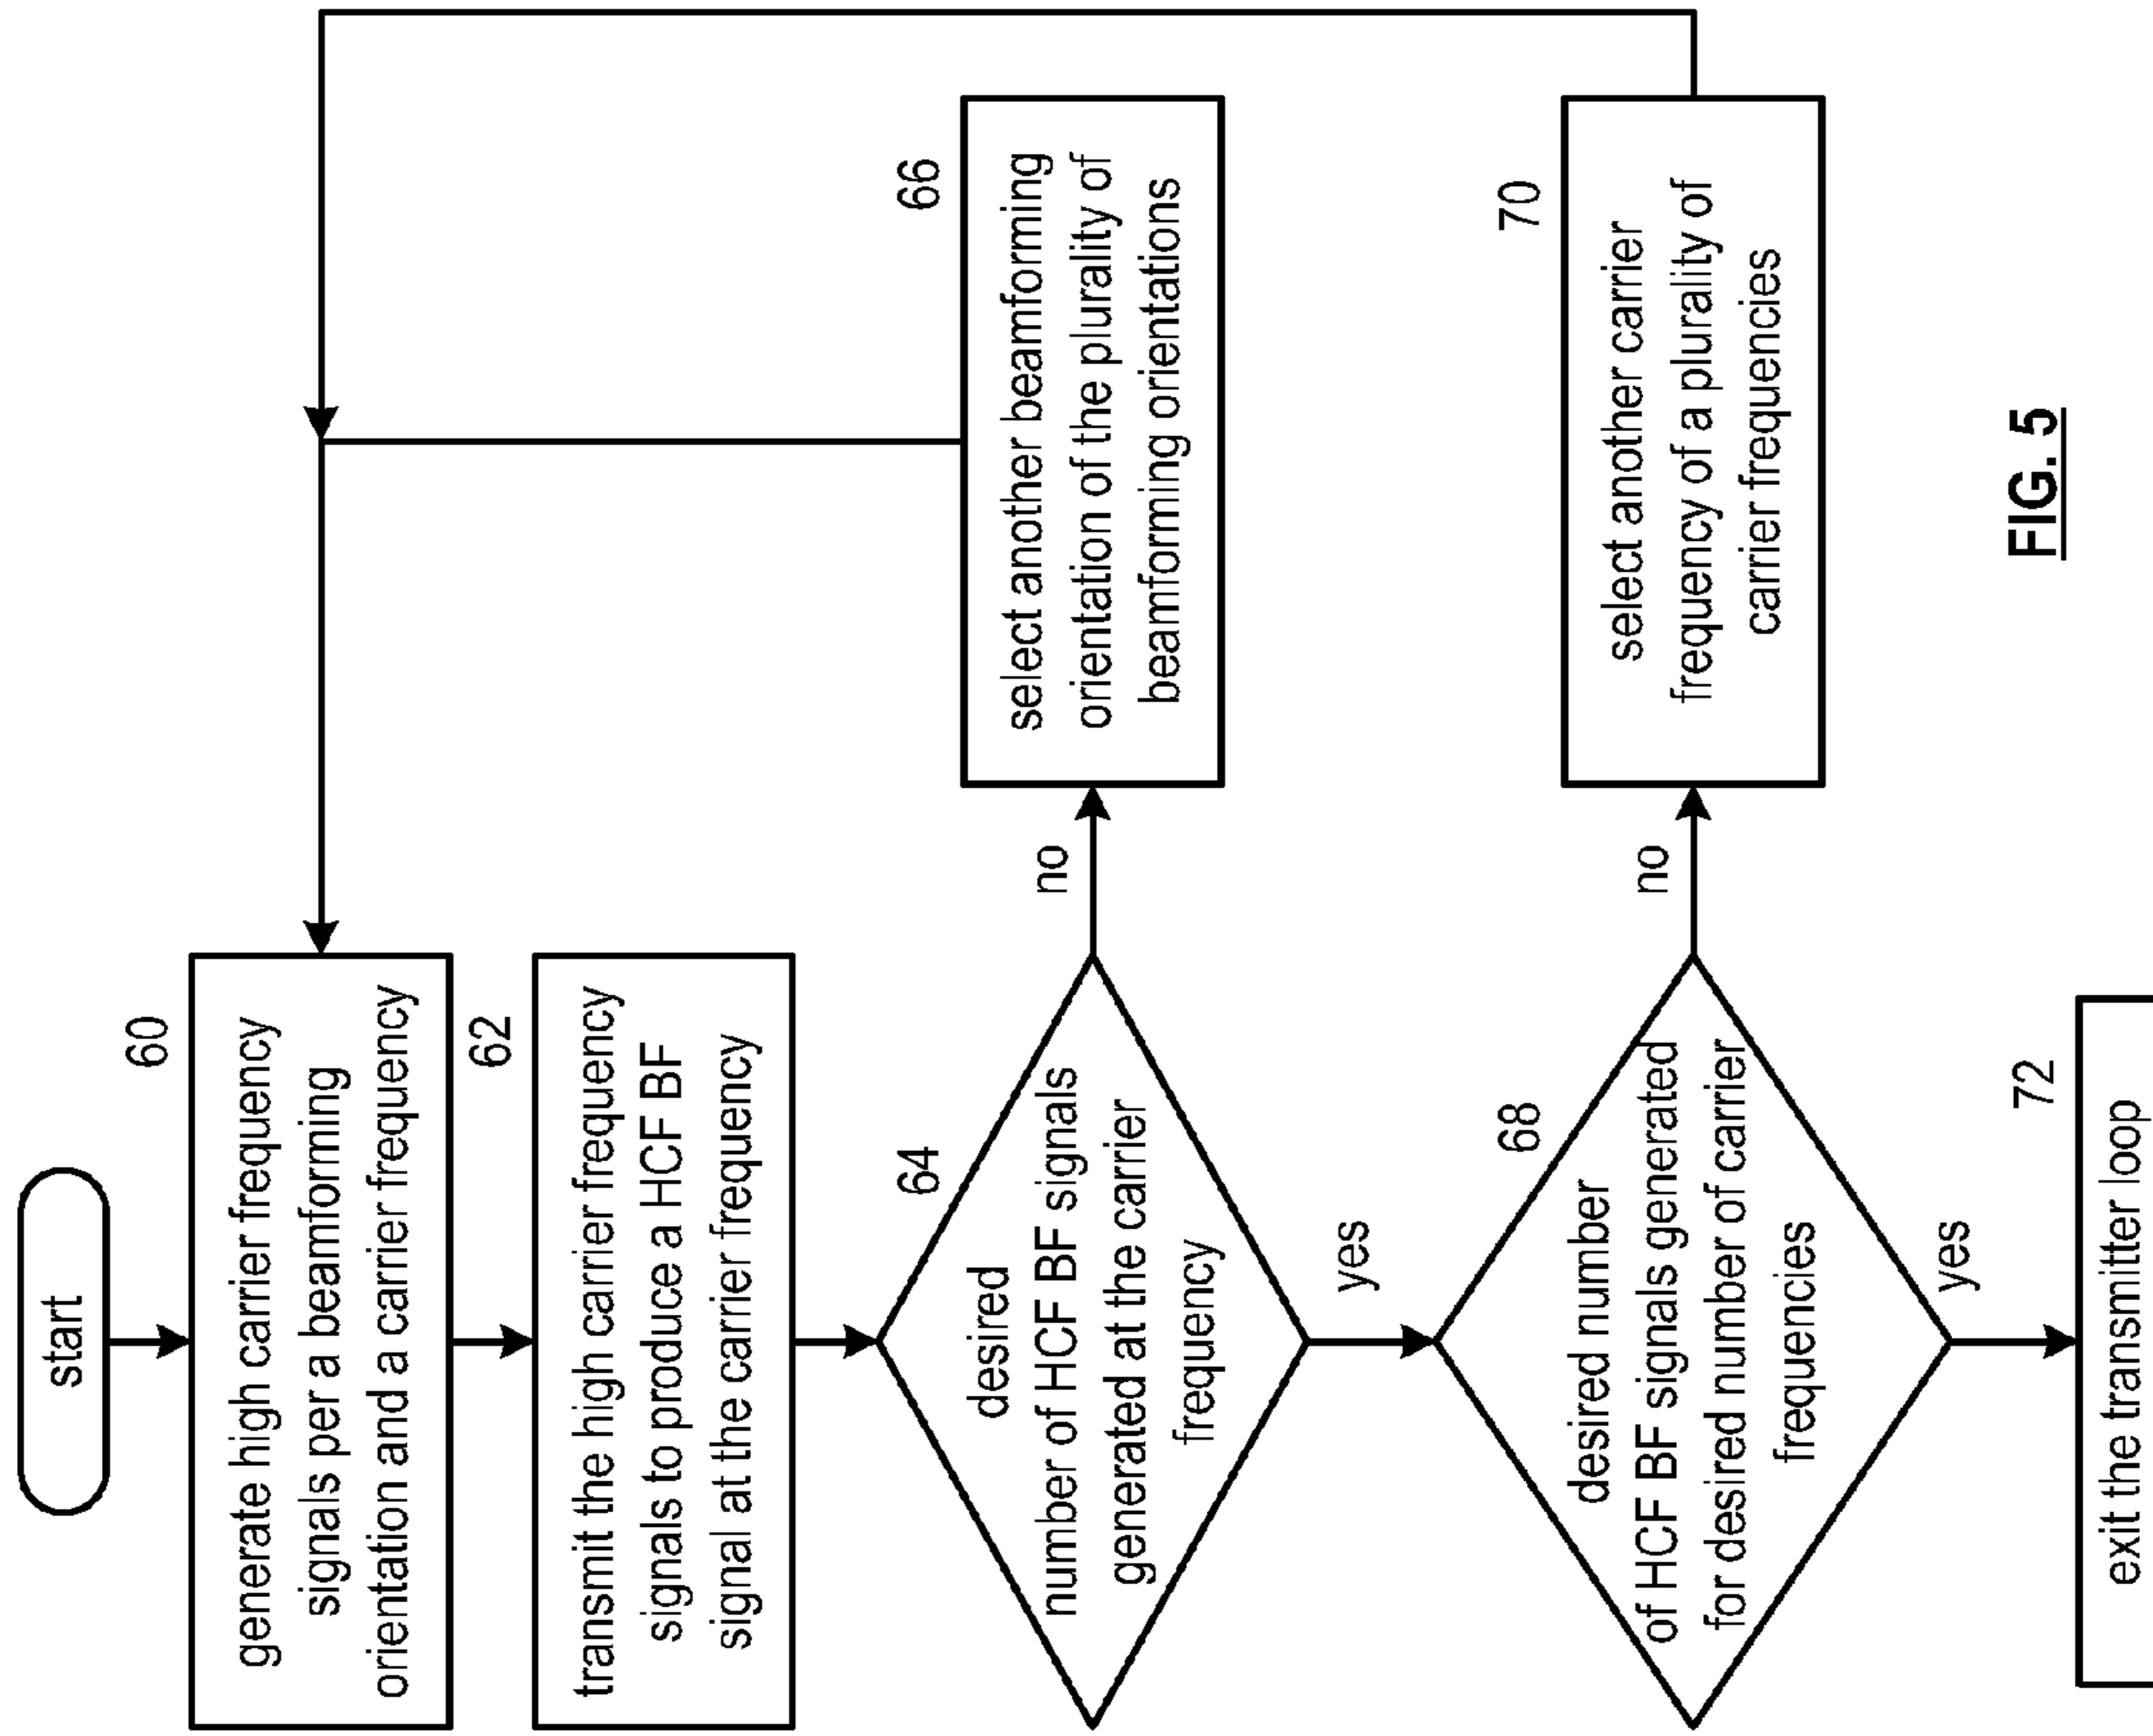 start
60
generate high carrier frequency
signals per a beamforming
orientation and a carrier frequency
62
transmit the high carrier frequency
signals to produce a HCF BF
signal at the carrier frequency
64
desired
number of HCF BF signals
generated at the carrier
frequency
no
66
select another beamforming
orientation of the plurality of
beamforming orientations
yes
68
desired number
of HCF BF signals generated
for desired number of carrier
frequencies
no
70
select another carrier
frequency of a plurality of
carrier frequencies
yes
72
exit the transmitter loop
FIG. 5